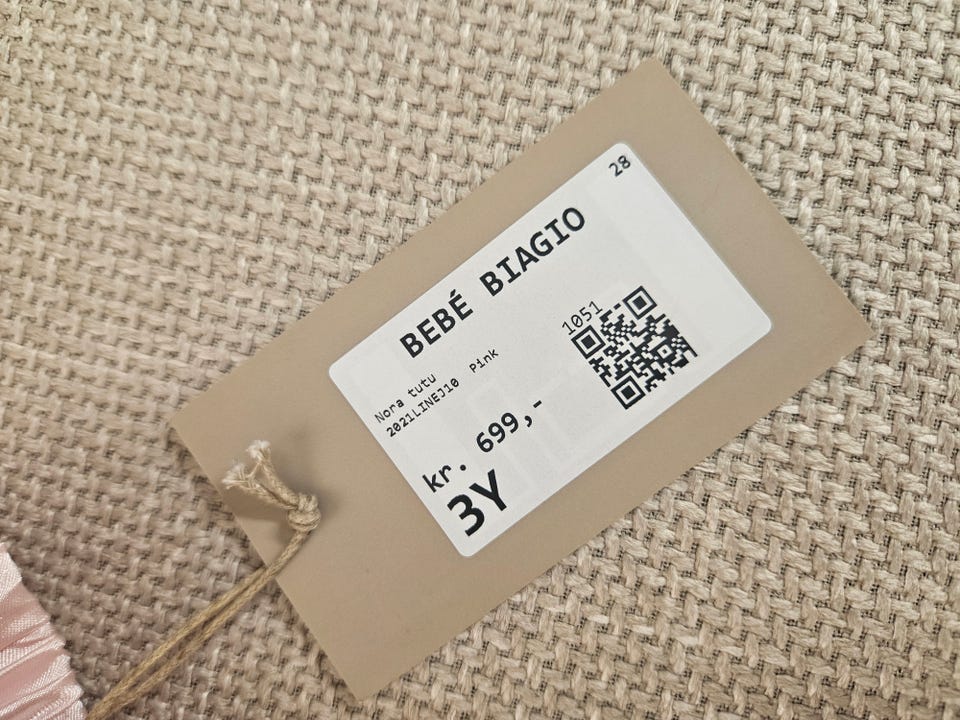 28
BEBÉ BIAGIO
Nora tutu
2021LINEJ10 Pink
1051
kr. 699,-
3Y